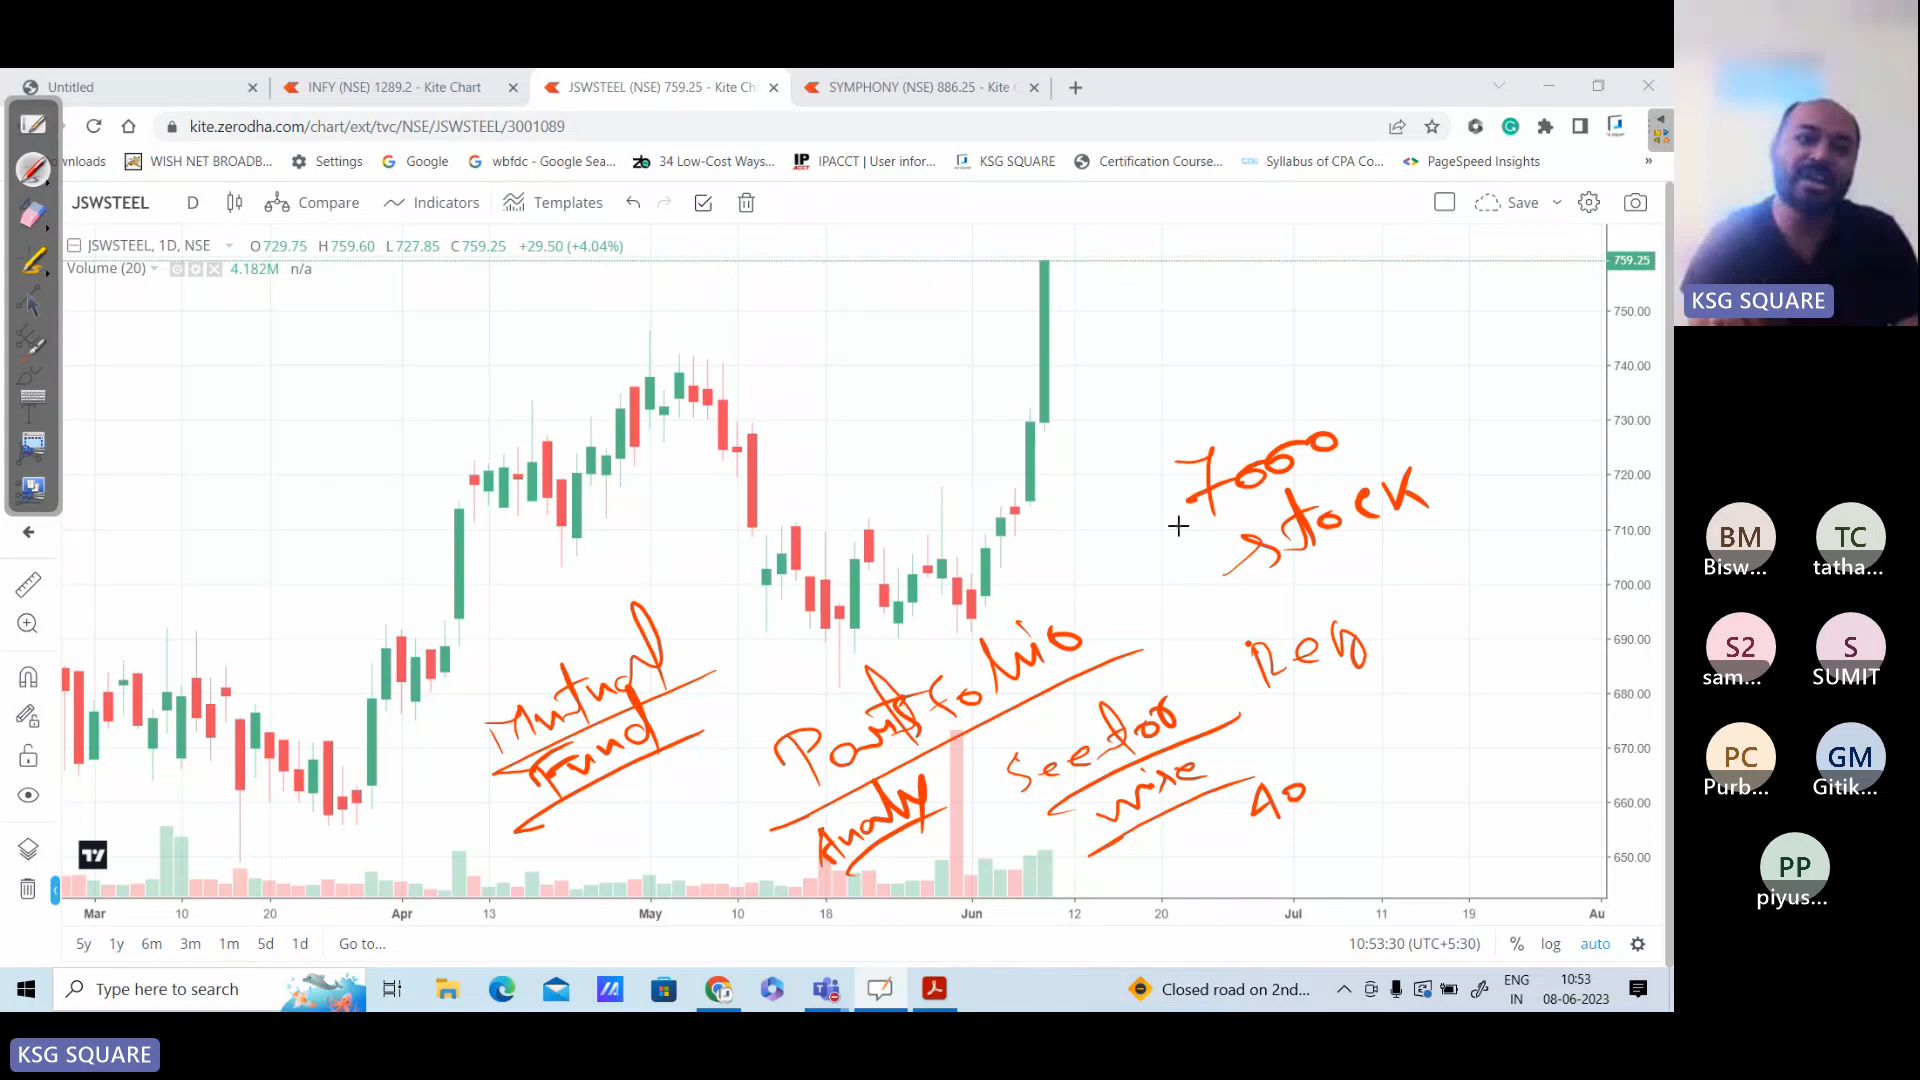 Untitled
INFY (NSE) 1289.2 - Kite Chart
JSWSTEEL (NSE) 759.25 - Kite Ch
SYMPHONY (NSE) 886.25 - Kite C
kite.zerodha.com/chart/ext/tvc/NSE/JSWSTEEL/3001089
wnloads
WISH NET BROADB...
Settings
Google
wbfdc - Google Sea...
34 Low-Cost Ways...
IPACCT | User infor...
KSG SQUARE
Certification Course...
Syllabus of CPA Co...
PageSpeed Insights
»
JSWSTEEL D Compare Indicators Templates Save
JSWSTEEL, 1D, NSE O729.75 H759.60 L727.85 C759.25 +29.50 (+4.04%)
Volume (20) 4.182M n/a
759.25
750.00
740.00
730.00
720.00
710.00
700.00
690.00
680.00
670.00
660.00
650.00
7000
stock
Mutual
Fund
Analy
Sector
wise
40
Mar 10 20 Apr 13 May 10 18 Jun 12 20 Jul 11 19 Au
5y 1y 6m 3m 1m 5d 1d Go to...
10:53:30 (UTC+5:30) % log auto
Type here to search
Closed road on 2nd...
ENG
IN
10:53
08-06-2023
KSG SQUARE
BM
Bisw...
TC
tatha...
S2
sam...
S
SUMIT
PC
Purb...
GM
Gitik...
PP
piyus...
KSG SQUARE